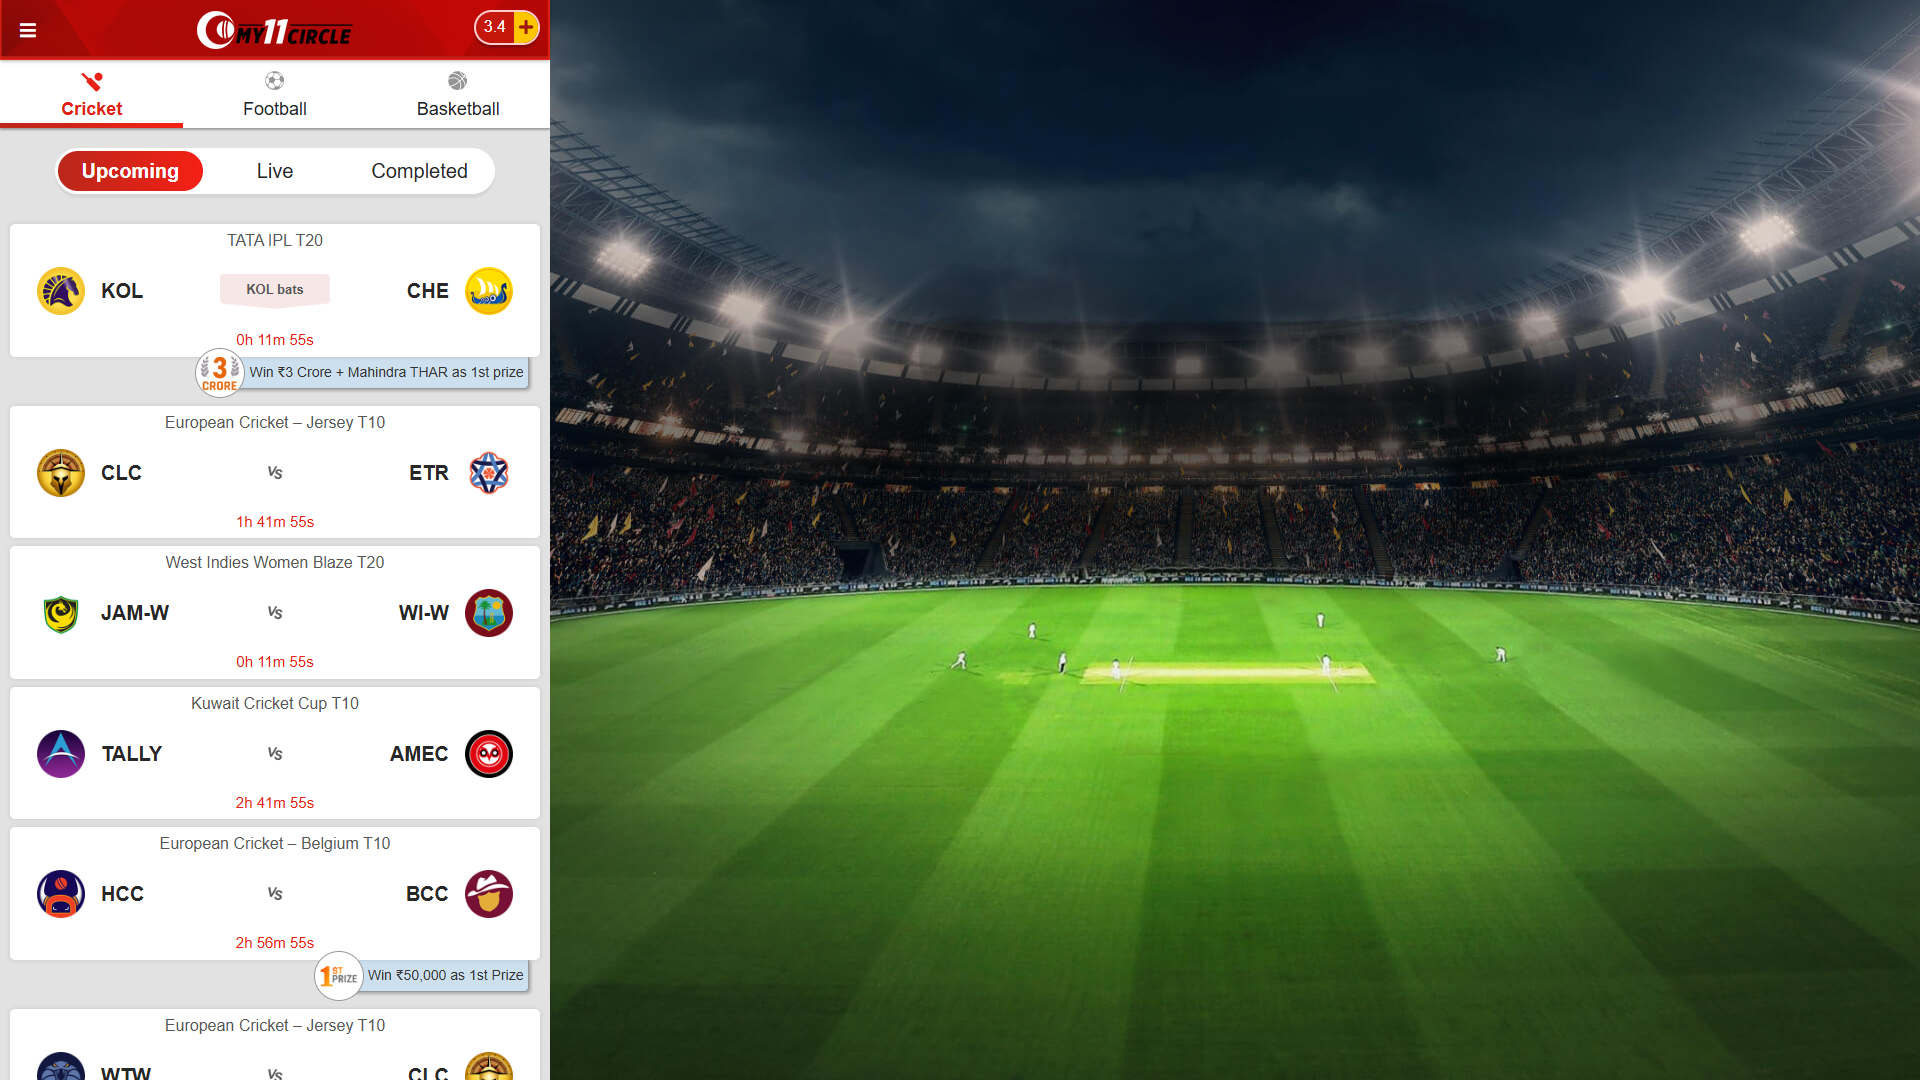 MY11CIRCLE
3.4 +
Cricket
Football
Basketball
Upcoming
Live
Completed
TATA IPL T20
KOL
KOL bats
CHE
0h 11m 55s
3 CRORE
Win ₹3 Crore + Mahindra THAR as 1st prize
European Cricket – Jersey T10
CLC
Vs
ETR
1h 41m 55s
West Indies Women Blaze T20
JAM-W
Vs
WI-W
0h 11m 55s
Kuwait Cricket Cup T10
TALLY
Vs
AMEC
2h 41m 55s
European Cricket – Belgium T10
HCC
Vs
BCC
2h 56m 55s
1ST PRIZE
Win ₹50,000 as 1st Prize
European Cricket – Jersey T10
WTW
Vs
CLC